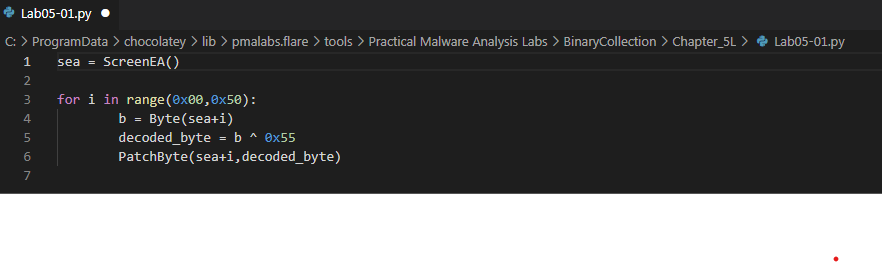 Lab05-01.py
C: > ProgramData > chocolatey > lib > pmalabs.flare > tools > Practical Malware Analysis Labs > BinaryCollection > Chapter_5L > Lab05-01.py
1 sea = ScreenEA()
2
3 for i in range(0x00,0x50):
4 b = Byte(sea+i)
5 decoded_byte = b ^ 0x55
6 PatchByte(sea+i,decoded_byte)
7